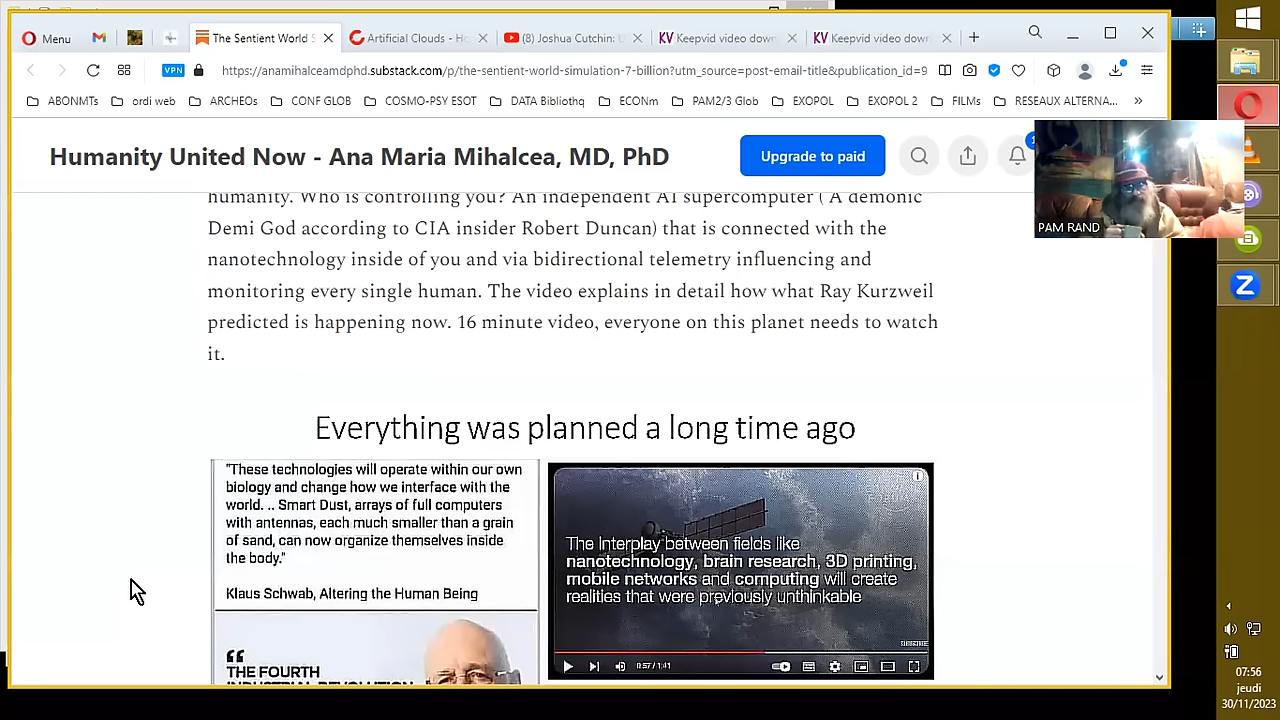 Menu
The Sentient World S
Artificial Clouds - Ho
(8) Joshua Cutchin: U
Keepvid video down
Keepvid video down
VPN
https://anamihalceamdphd.substack.com/p/the-sentient-world-simulation-7-billion?utm_source=post-email-title&publication_id=9
ABONMTs
ordi web
ARCHEOs
CONF GLOB
COSMO-PSY ESOT
DATA Bibliothq
ECONm
PAM2/3 Glob
EXOPOL
EXOPOL 2
FILMs
RESEAUX ALTERNA...
Humanity United Now - Ana Maria Mihalcea, MD, PhD
Upgrade to paid
PAM RAND
humanity. Who is controlling you? An independent AI supercomputer ( A demonic
Demi God according to CIA insider Robert Duncan) that is connected with the
nanotechnology inside of you and via bidirectional telemetry influencing and
monitoring every single human. The video explains in detail how what Ray Kurzweil
predicted is happening now. 16 minute video, everyone on this planet needs to watch
it.
Everything was planned a long time ago
"These technologies will operate within our own
biology and change how we interface with the
world. .. Smart Dust, arrays of full computers
with antennas, each much smaller than a grain
of sand, can now organize themselves inside
the body."
Klaus Schwab, Altering the Human Being
THE FOURTH
INDUSTRIAL REVOLUTION
The interplay between fields like
nanotechnology, brain research, 3D printing,
mobile networks and computing will create
realities that were previously unthinkable
SUBSCRIBE
0:57 / 1:41
07:56
jeudi
30/11/2023